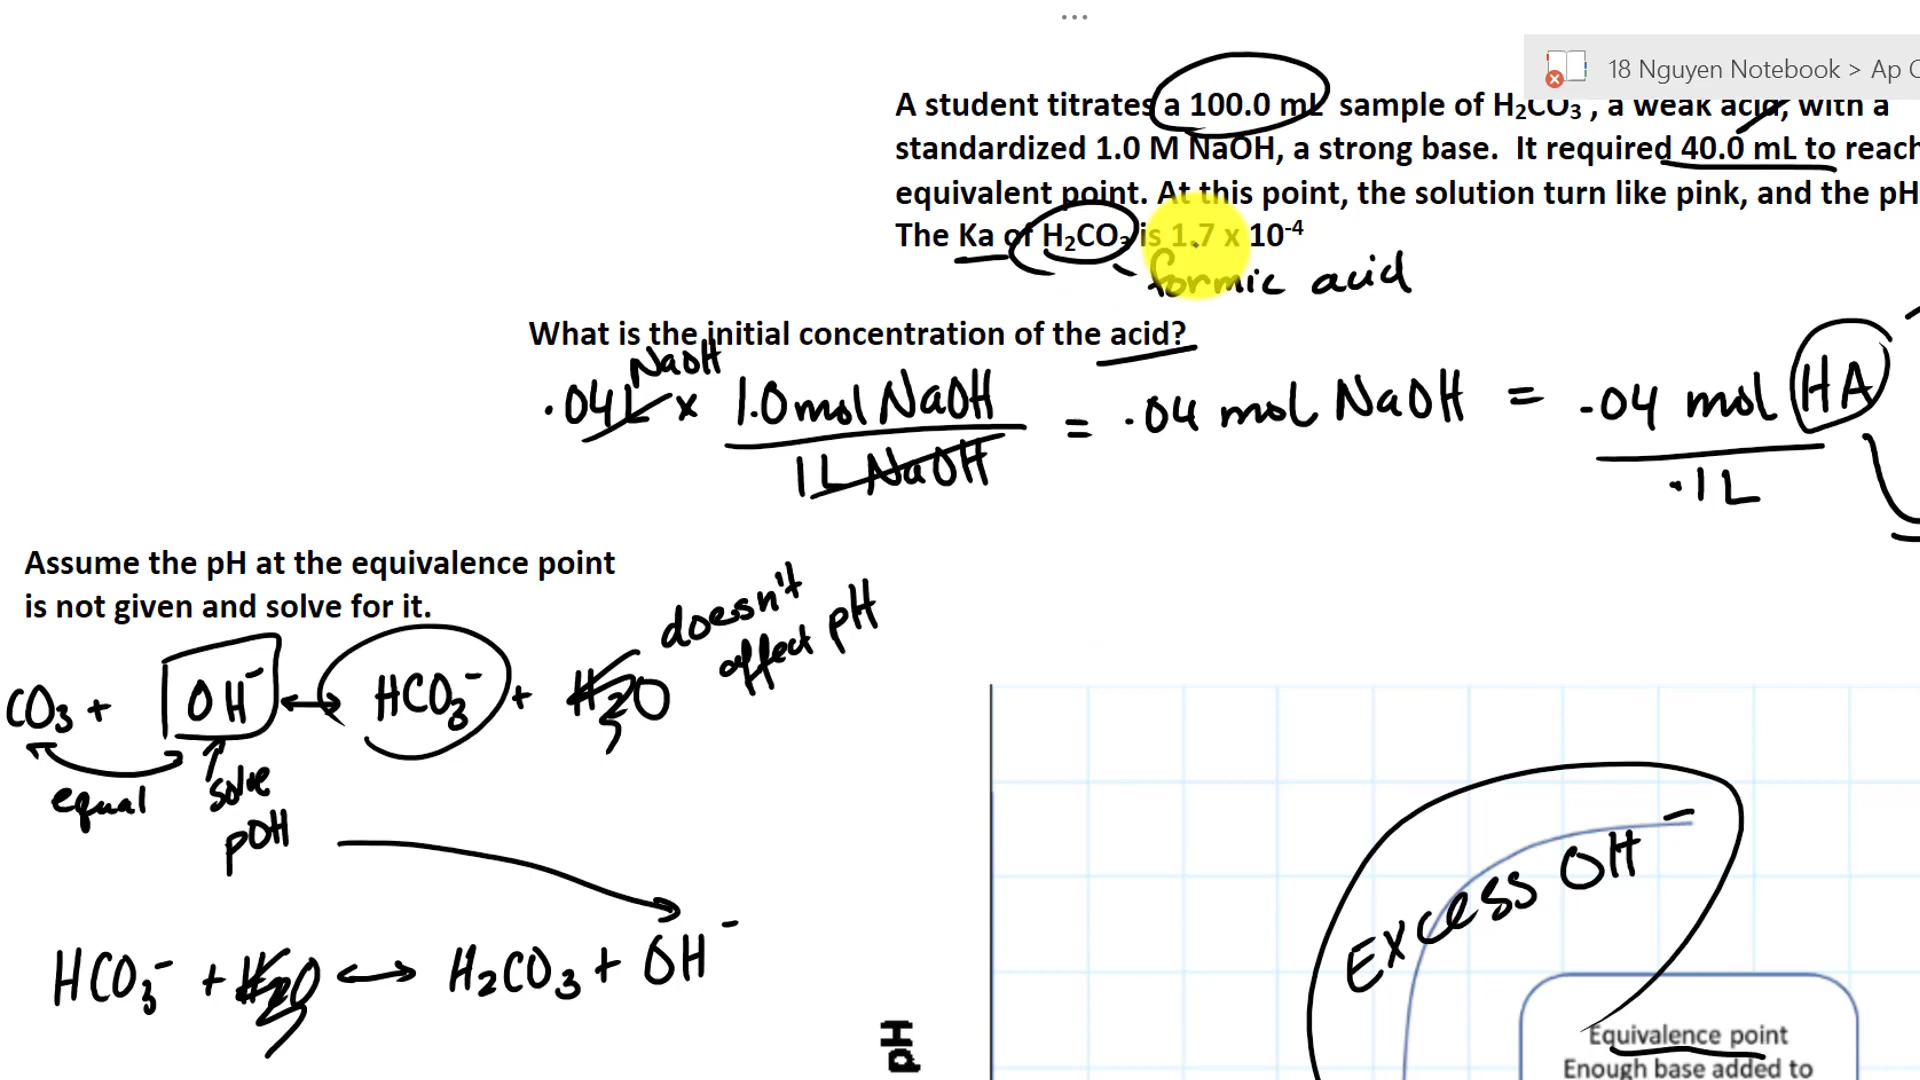 18 Nguyen Notebook > Ap C
A student titrates a 100.0 mL sample of H₂CO₃ , a weak acid, with a
standardized 1.0 M NaOH, a strong base. It required 40.0 mL to reach
equivalent point. At this point, the solution turn like pink, and the pH
The Ka of H₂CO₃ is 1.7 x 10⁻⁴
formic acid
What is the initial concentration of the acid?
.04L NaOH x 1.0 mol NaOH = .04 mol NaOH = .04 mol HA
1L NaOH .1L
Assume the pH at the equivalence point
is not given and solve for it.
doesn't
affect pH
CO₃ + OH⁻ ↔ HCO₃⁻ + H₂O
equal
solve
pOH
Excess OH⁻
HCO₃⁻ + H₂O ↔ H₂CO₃ + OH⁻
pH
Equivalence point
Enough base added to